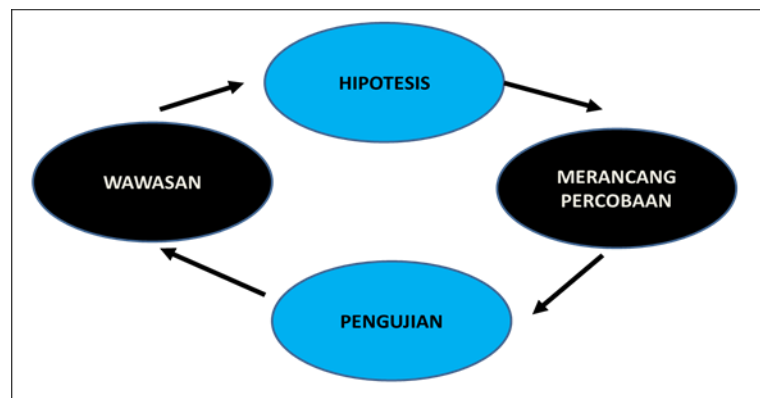 HIPOTESIS
WAWASAN
MERANCANG
PERCOBAAN
PENGUJIAN